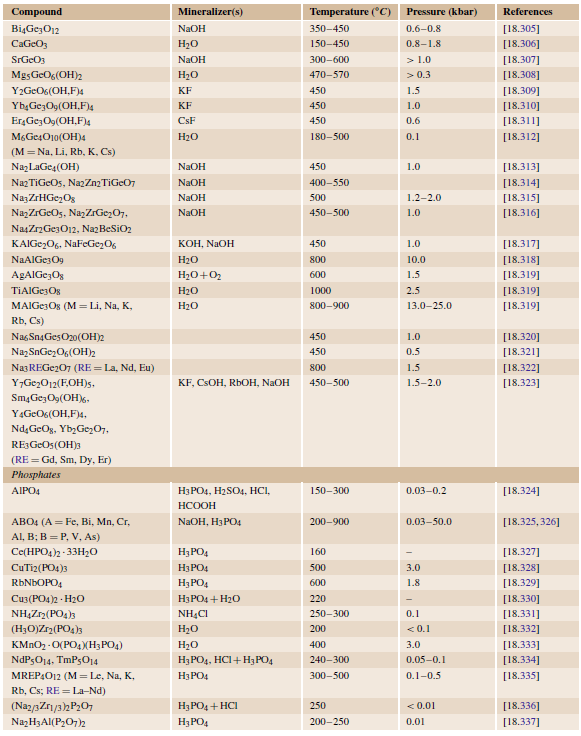 Compound Mineralizer(s) Temperature (°C) Pressure (kbar) References
Bi4Ge3O12 NaOH 350–450 0.6–0.8 [18.305]
CaGeO3 H2O 150–450 0.8–1.8 [18.306]
SrGeO3 NaOH 300–600 > 1.0 [18.307]
Mg5GeO6(OH)2 H2O 470–570 > 0.3 [18.308]
Y2GeO6(OH,F)4 KF 450 1.5 [18.309]
Yb4Ge3O9(OH,F)4 KF 450 1.0 [18.310]
Er4Ge3O9(OH,F)4 CsF 450 0.6 [18.311]
M6Ge4O10(OH)4 H2O 180–500 0.1 [18.312]
(M = Na, Li, Rb, K, Cs)
Na2LaGe4(OH) NaOH 450 1.0 [18.313]
Na2TiGeO5, Na2Zn2TiGeO7 NaOH 400–550 [18.314]
Na3ZrHGe2O8 NaOH 500 1.2–2.0 [18.315]
Na2ZrGeO5, Na2ZrGe2O7, NaOH 450–500 1.0 [18.316]
Na4Zr2Ge3O12, Na2BeSiO2
KAlGe2O6, NaFeGe2O6 KOH, NaOH 450 1.0 [18.317]
NaAlGe3O9 H2O 800 10.0 [18.318]
AgAlGe3O8 H2O + O2 600 1.5 [18.319]
TiAlGe3O8 H2O 1000 2.5 [18.319]
MAlGe3O8 (M = Li, Na, K, H2O 800–900 13.0–25.0 [18.319]
Rb, Cs)
Na6Sn4Ge5O20(OH)2 450 1.0 [18.320]
Na2SnGe2O6(OH)2 450 0.5 [18.321]
Na3REGe2O7 (RE = La, Nd, Eu) 800 1.5 [18.322]
Y7Ge2O12(F,OH)5, KF, CsOH, RbOH, NaOH 450–500 1.5–2.0 [18.323]
Sm4Ge3O9(OH)6,
Y4GeO6(OH,F)4,
Nd4GeO8, Yb2Ge2O7,
RE3GeO5(OH)3
(RE = Gd, Sm, Dy, Er)
Phosphates
AlPO4 H3PO4, H2SO4, HCl, 150–300 0.03–0.2 [18.324]
HCOOH
ABO4 (A = Fe, Bi, Mn, Cr, NaOH, H3PO4 200–900 0.03–50.0 [18.325,326]
Al, B; B = P, V, As)
Ce(HPO4)2·33H2O H3PO4 160 – [18.327]
CuTi2(PO4)3 H3PO4 500 3.0 [18.328]
RbNbOPO4 H3PO4 600 1.8 [18.329]
Cu3(PO4)2·H2O H3PO4 + H2O 220 – [18.330]
NH4Zr2(PO4)3 NH4Cl 250–300 0.1 [18.331]
(H3O)Zr2(PO4)3 H2O 200 < 0.1 [18.332]
KMnO2·O(PO4)(H3PO4) H2O 400 3.0 [18.333]
NdP5O14, TmP5O14 H3PO4, HCl + H3PO4 240–300 0.05–0.1 [18.334]
MREP4O12 (M = Le, Na, K, H3PO4 300–500 0.1–0.5 [18.335]
Rb, Cs; RE = La–Nd)
(Na2/3Zr1/3)2P2O7 H3PO4 + HCl 250 < 0.01 [18.336]
Na2H3Al(P2O7)2 H3PO4 200–250 0.01 [18.337]